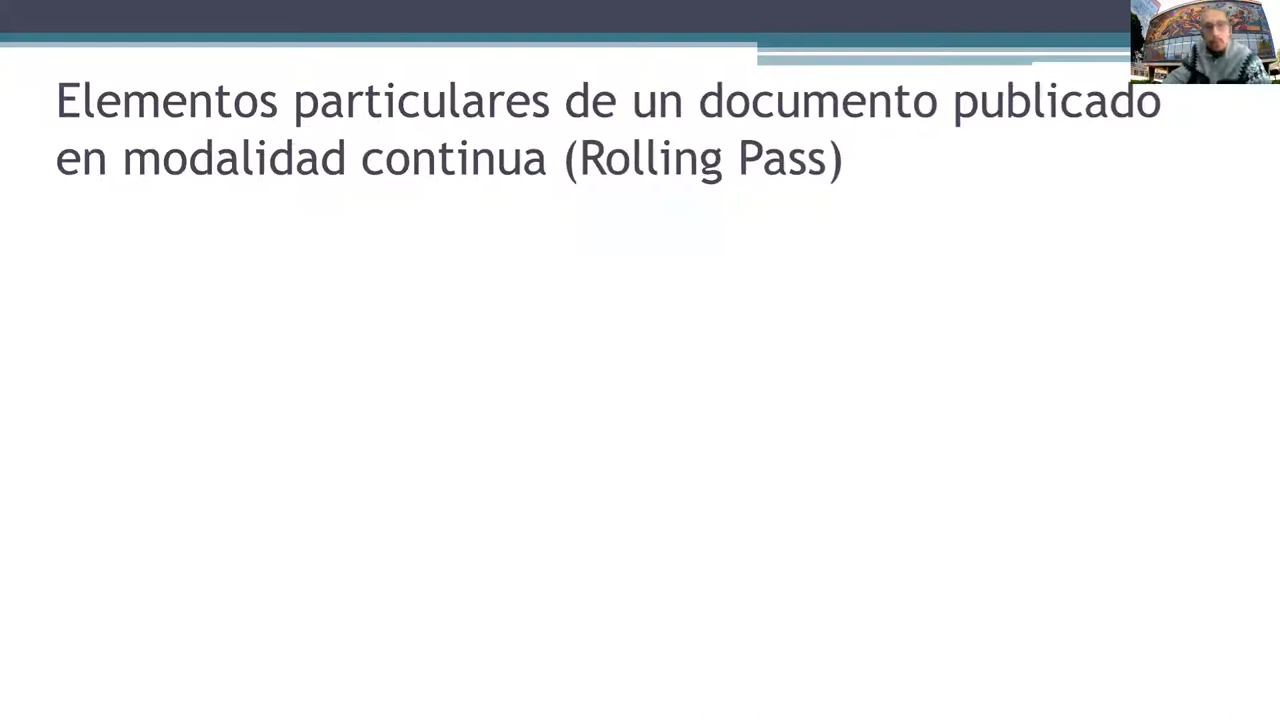 Elementos particulares de un documento publicado
en modalidad continua (Rolling Pass)